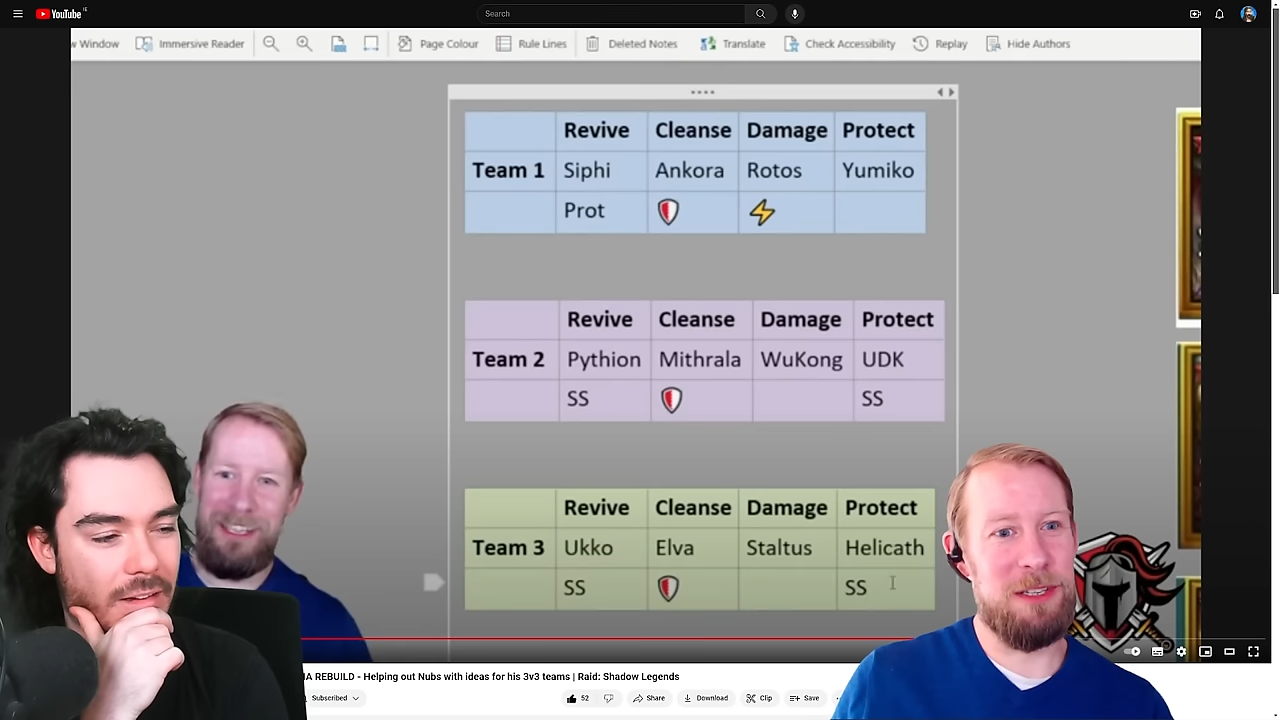 YouTube IE
Search
w Window Immersive Reader Page Colour Rule Lines Deleted Notes Translate Check Accessibility Replay Hide Authors
Revive Cleanse Damage Protect
Team 1 Siphi Ankora Rotos Yumiko
Prot
Revive Cleanse Damage Protect
Team 2 Pythion Mithrala WuKong UDK
SS SS
Revive Cleanse Damage Protect
Team 3 Ukko Elva Staltus Helicath
SS SS
IA REBUILD - Helping out Nubs with ideas for his 3v3 teams | Raid: Shadow Legends
Subscribed 52 Share Download Clip Save